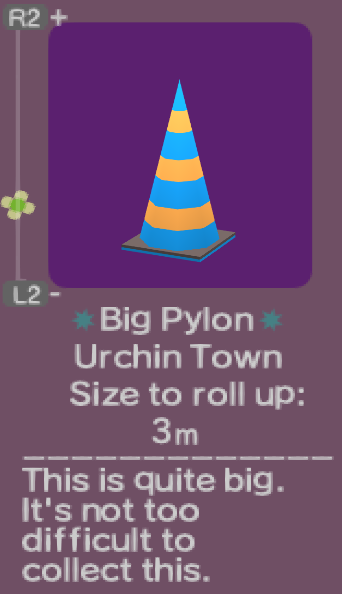 R2 +
L2 -
Big Pylon
Urchin Town
Size to roll up:
3m
This is quite big.
It's not too
difficult to
collect this.